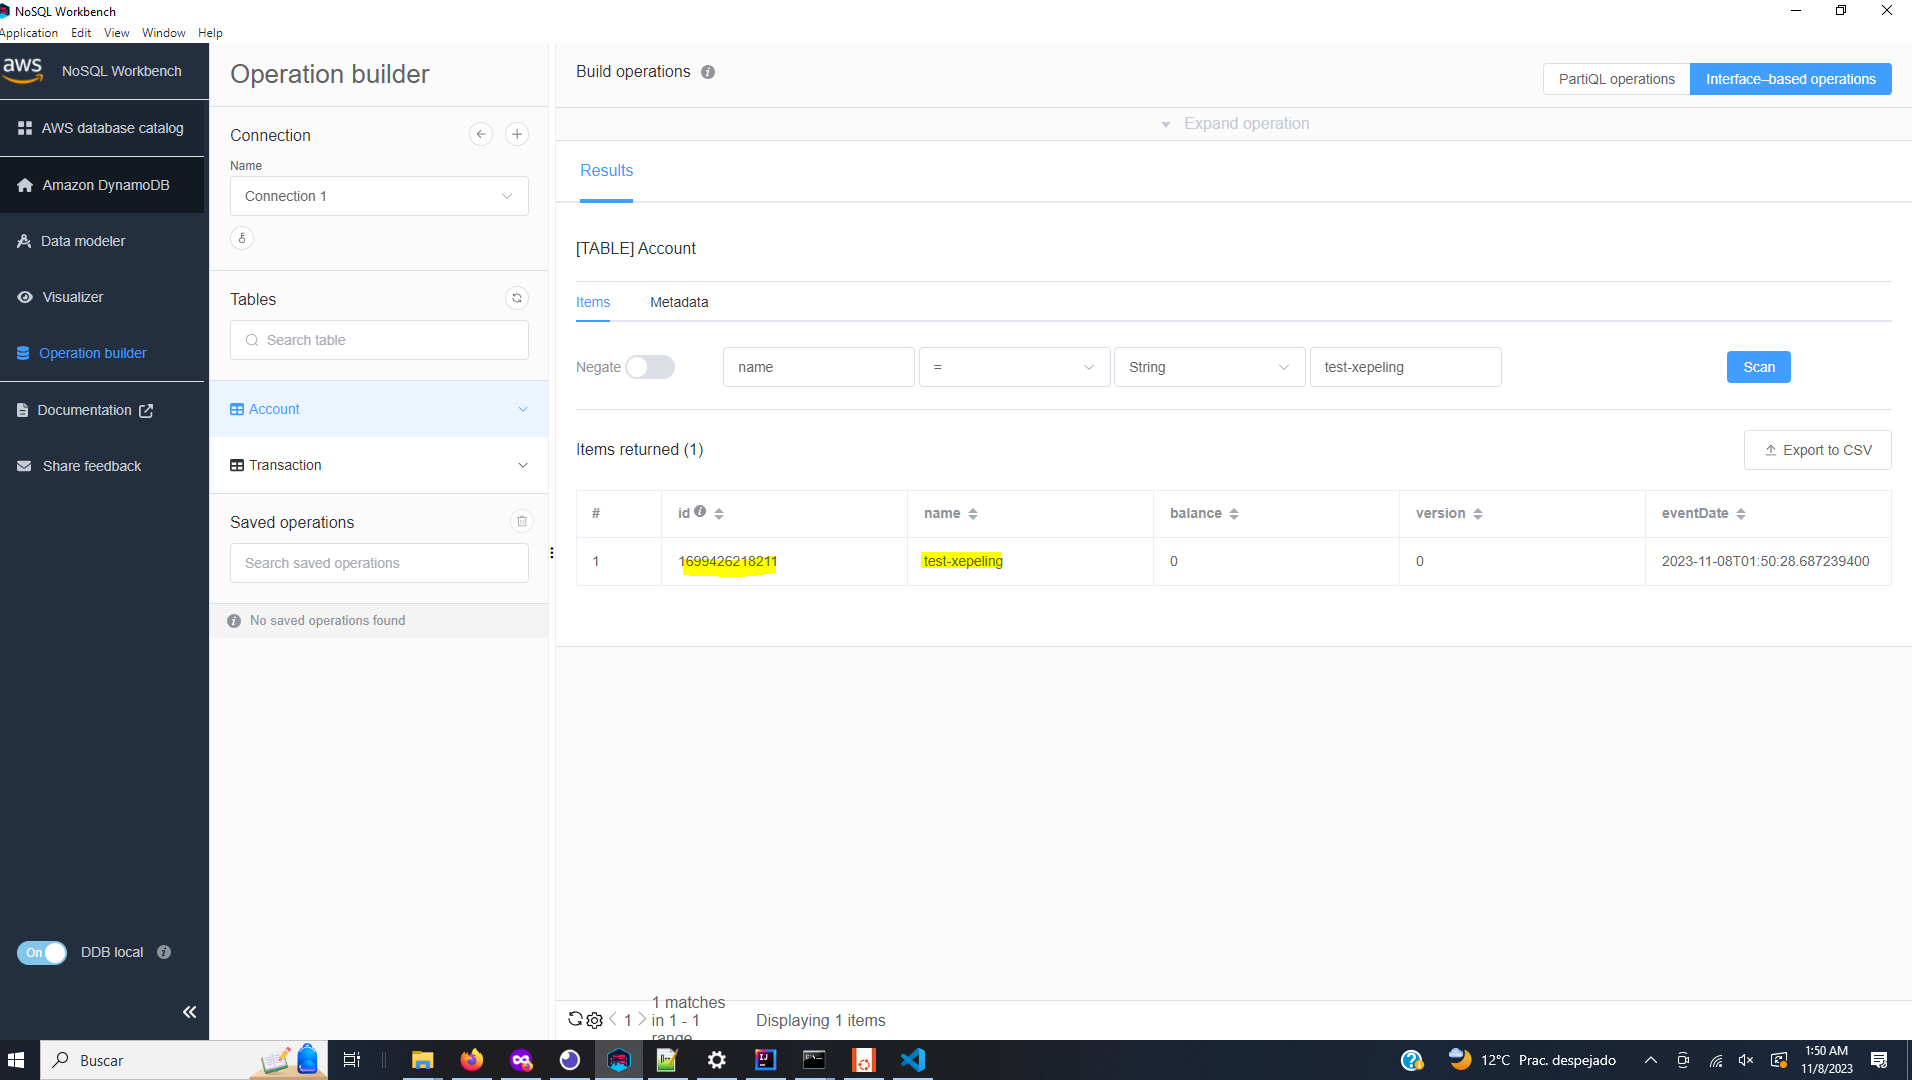 NoSQL Workbench
Application Edit View Window Help
aws NoSQL Workbench
AWS database catalog
Amazon DynamoDB
Data modeler
Visualizer
Operation builder
Documentation
Share feedback
On DDB local
Operation builder
Connection
Name
Connection 1
Tables
Search table
Account
Transaction
Saved operations
Search saved operations
No saved operations found
Build operations
PartiQL operations Interface–based operations
Expand operation
Results
[TABLE] Account
Items Metadata
Negate name = String test-xepeling Scan
Items returned (1) Export to CSV
# id name balance version eventDate
1 1699426218211 test-xepeling 0 0 2023-11-08T01:50:28.687239400
1 1 matches
in 1 - 1
range
Displaying 1 items
Buscar
12°C Prac. despejado
1:50 AM
11/8/2023